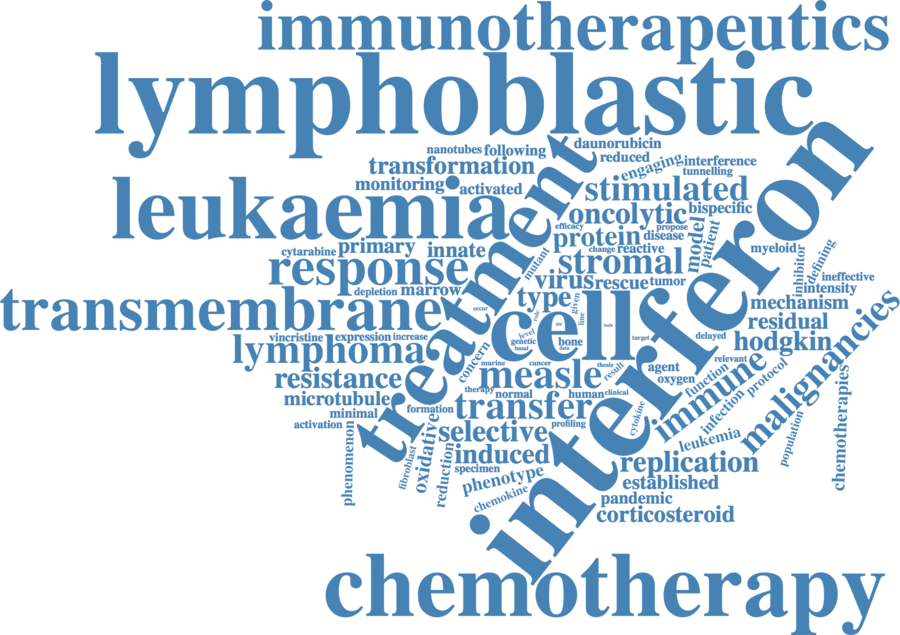 immunotherapeutics
lymphoblastic
daunorubicin
nanotubes
following
reduced
transformation
engaging
interference
tunnelling
monitoring
activated
leukaemia
treatment
stimulated
interferon
oncolytic
bispecific
efficacy
propose
protein
disease
model
patient
cytarabine
primary
innate
mutant
change
reactive
myeloid
inhibitor
defining
response
stromal
virus
rescue
tumor
ineffective
intensity
depletion
marrow
type
given
transmembrane
cell
mechanism
occur
role
line
str
bulk
residual
vincristine
expression
increase
level
genetic
bone
target
delayed
hodgkin
lymphoma
basal
data
concern
murine
cancer
thesis
result
relevant
malignancies
resistance
measle
agent
oxygen
function
protocol
immune
microtubule
therapy
normal
human
clinical
minimal
formation
transfer
cytokine
infection
activation
profiling
phenomenon
oxidative
selective
leukemia
population
chemotherapies
fibroblast
reduction
induced
specimen
replication
phenotype
established
chemokine
pandemic
corticosteroid
chemotherapy